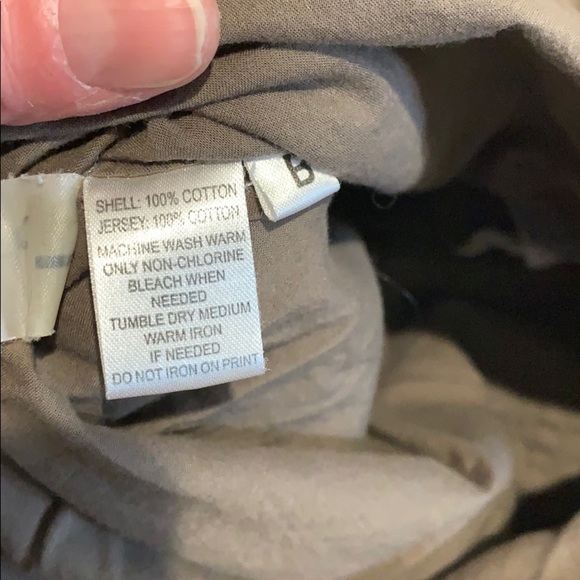 SHELL: 100% COTTON
JERSEY: 100% COTTON
MACHINE WASH WARM
ONLY NON-CHLORINE
BLEACH WHEN
NEEDED
TUMBLE DRY MEDIUM
WARM IRON
IF NEEDED
DO NOT IRON ON PRINT
B